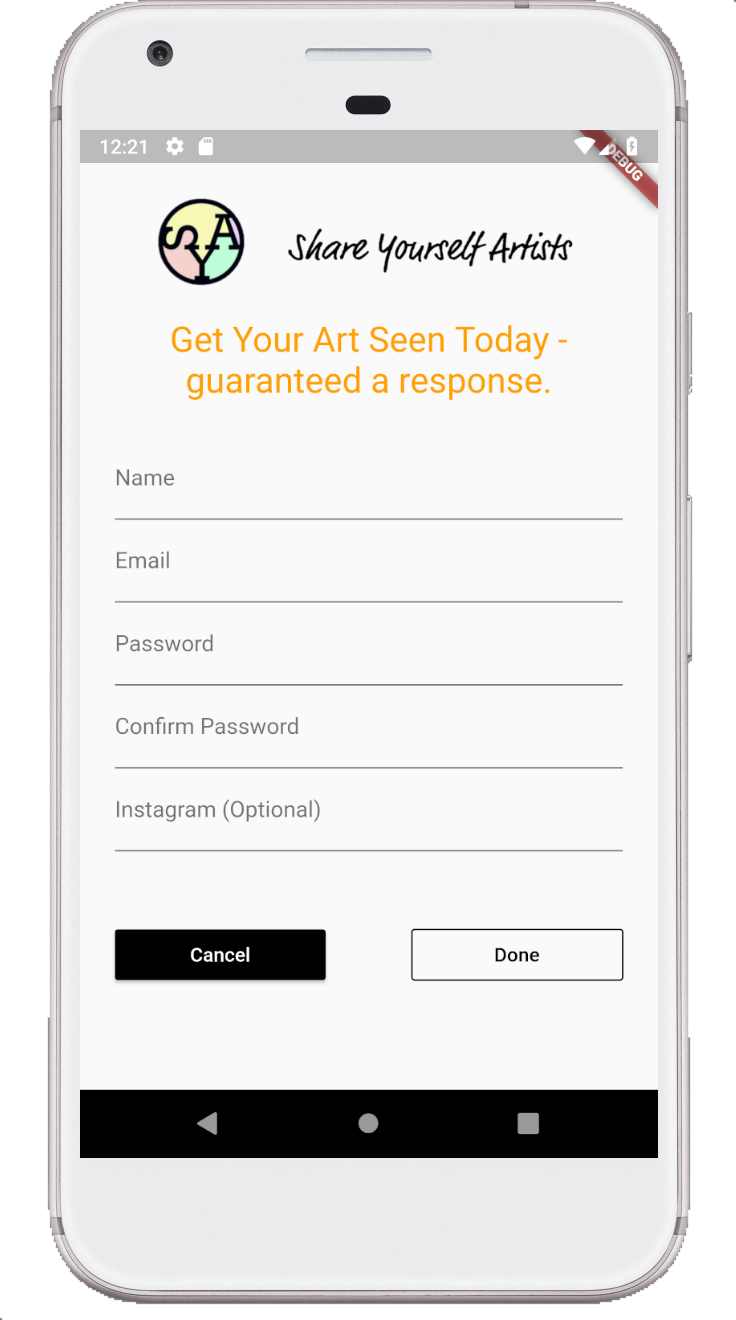 12:21
DEBUG
SYA
Share Yourself Artists
Get Your Art Seen Today -
guaranteed a response.
Name
Email
Password
Confirm Password
Instagram (Optional)
Cancel
Done